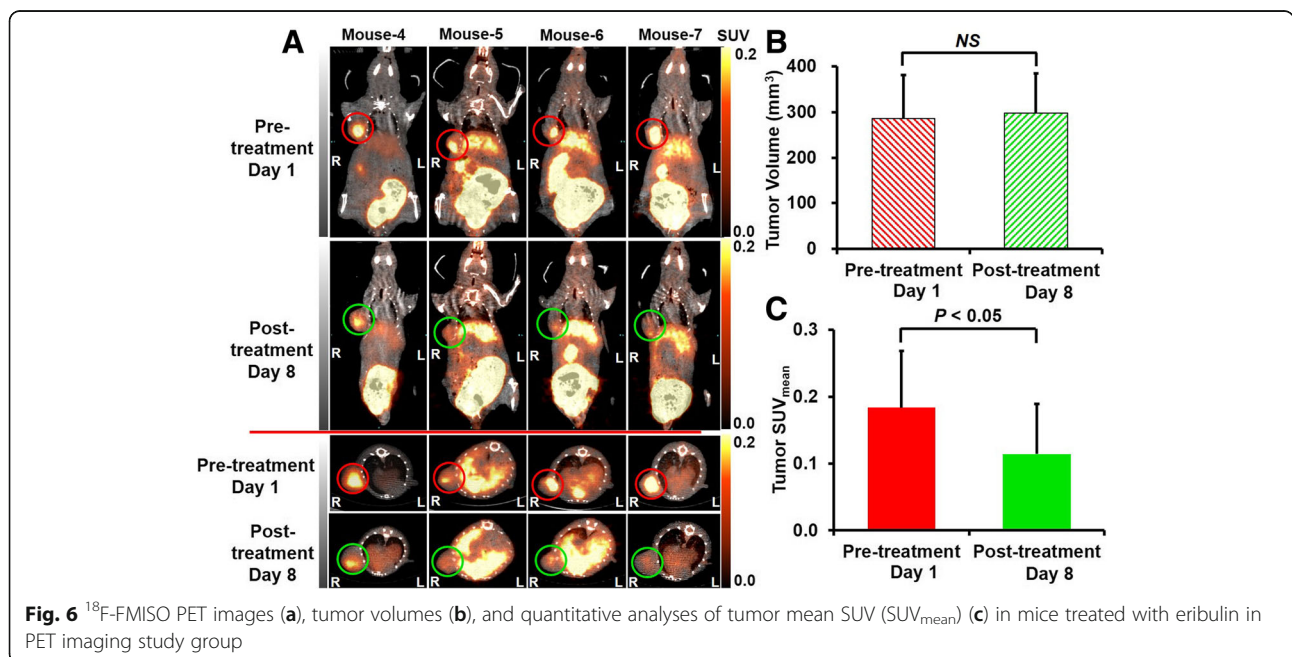 A
Mouse-4 Mouse-5 Mouse-6 Mouse-7 SUV
0.2
Pre-
treatment
Day 1
R L R L R L R L
0.0
0.2
Post-
treatment
Day 8
R L R L R L R L
0.0
0.2
Pre-treatment
Day 1
R L R L R L R L
Post-
treatment
Day 8
R L R L R L R L
0.0
B
NS
Tumor Volume (mm³)
400
300
200
100
0
Pre-treatment
Day 1
Post-treatment
Day 8
C
P < 0.05
Tumor SUVmean
0.3
0.2
0.1
0.0
Pre-treatment
Day 1
Post-treatment
Day 8
Fig. 6 ¹⁸F-FMISO PET images (a), tumor volumes (b), and quantitative analyses of tumor mean SUV (SUVmean) (c) in mice treated with eribulin in
PET imaging study group